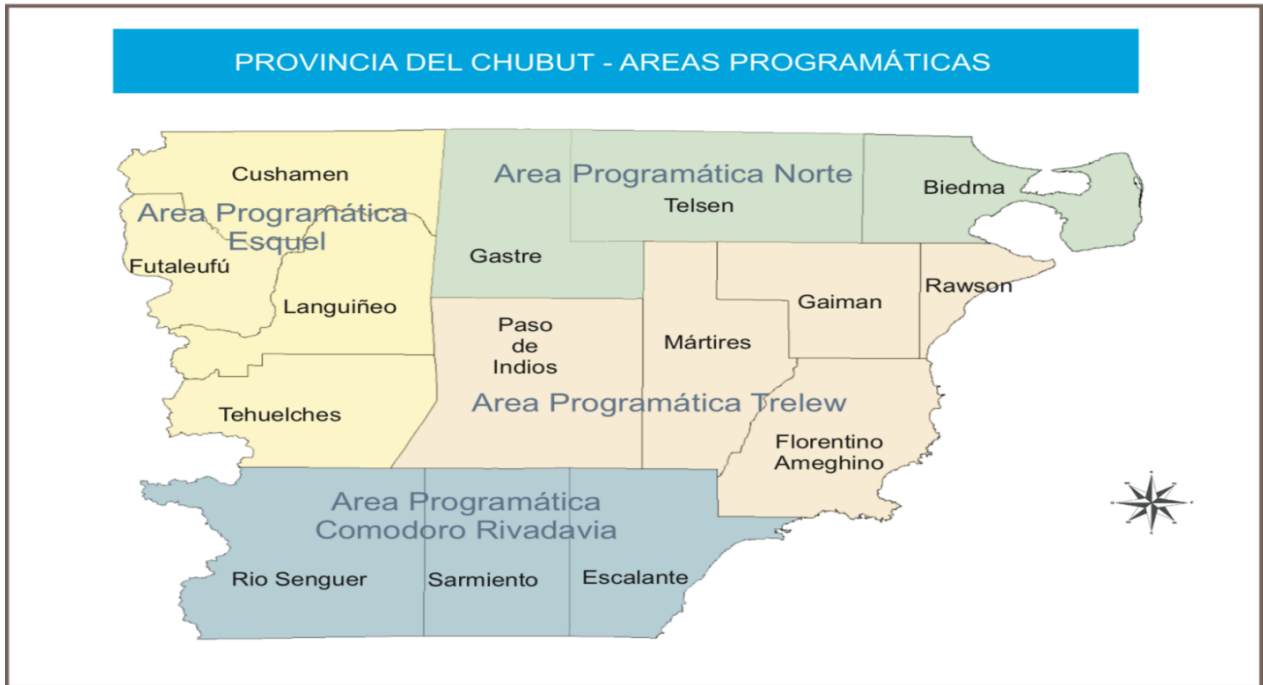 PROVINCIA DEL CHUBUT - AREAS PROGRAMÁTICAS
Cushamen
Area Programática
Esquel
Futaleufú
Languiñeo
Tehuelches
Area Programática Norte
Telsen
Biedma
Gastre
Rawson
Gaiman
Paso
de
Indios
Mártires
Area Programática Trelew
Florentino
Ameghino
Area Programática
Comodoro Rivadavia
Rio Senguer
Sarmiento
Escalante